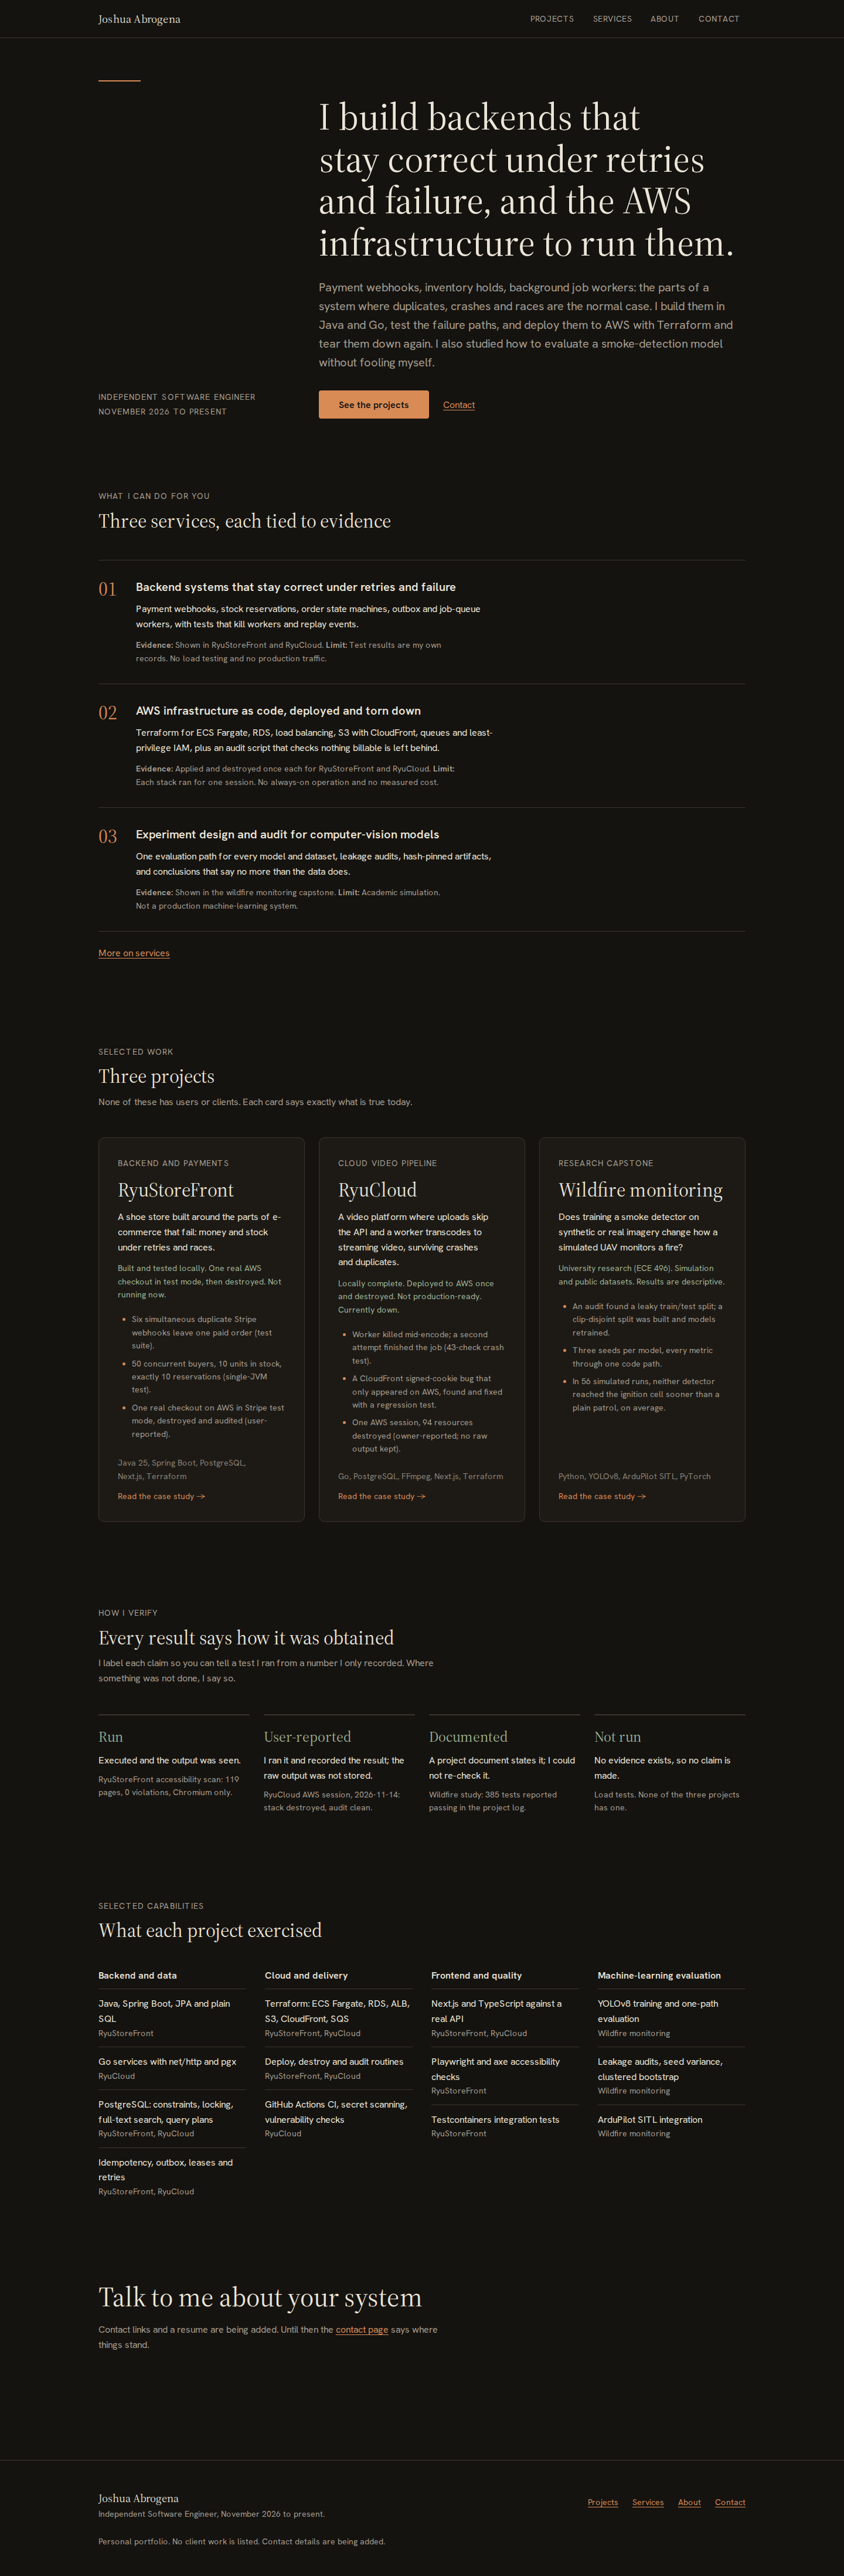 Joshua Abrogena
PROJECTS SERVICES ABOUT CONTACT
I build backends that
stay correct under retries
and failure, and the AWS
infrastructure to run them.
Payment webhooks, inventory holds, background job workers: the parts of a
system where duplicates, crashes and races are the normal case. I build them in
Java and Go, test the failure paths, and deploy them to AWS with Terraform and
tear them down again. I also studied how to evaluate a smoke-detection model
without fooling myself.
INDEPENDENT SOFTWARE ENGINEER
NOVEMBER 2026 TO PRESENT
See the projects
Contact
WHAT I CAN DO FOR YOU
Three services, each tied to evidence
01
Backend systems that stay correct under retries and failure
Payment webhooks, stock reservations, order state machines, outbox and job-queue
workers, with tests that kill workers and replay events.
Evidence: Shown in RyuStoreFront and RyuCloud. Limit: Test results are my own
records. No load testing and no production traffic.
02
AWS infrastructure as code, deployed and torn down
Terraform for ECS Fargate, RDS, load balancing, S3 with CloudFront, queues and least-
privilege IAM, plus an audit script that checks nothing billable is left behind.
Evidence: Applied and destroyed once each for RyuStoreFront and RyuCloud. Limit:
Each stack ran for one session. No always-on operation and no measured cost.
03
Experiment design and audit for computer-vision models
One evaluation path for every model and dataset, leakage audits, hash-pinned artifacts,
and conclusions that say no more than the data does.
Evidence: Shown in the wildfire monitoring capstone. Limit: Academic simulation.
Not a production machine-learning system.
More on services
SELECTED WORK
Three projects
None of these has users or clients. Each card says exactly what is true today.
BACKEND AND PAYMENTS
RyuStoreFront
A shoe store built around the parts of e-
commerce that fail: money and stock
under retries and races.
Built and tested locally. One real AWS
checkout in test mode, then destroyed. Not
running now.
Six simultaneous duplicate Stripe
webhooks leave one paid order (test
suite).
50 concurrent buyers, 10 units in stock,
exactly 10 reservations (single-JVM
test).
One real checkout on AWS in Stripe test
mode, destroyed and audited (user-
reported).
Java 25, Spring Boot, PostgreSQL,
Next.js, Terraform
Read the case study →
CLOUD VIDEO PIPELINE
RyuCloud
A video platform where uploads skip
the API and a worker transcodes to
streaming video, surviving crashes
and duplicates.
Locally complete. Deployed to AWS once
and destroyed. Not production-ready.
Currently down.
Worker killed mid-encode; a second
attempt finished the job (43-check crash
test).
A CloudFront signed-cookie bug that
only appeared on AWS, found and fixed
with a regression test.
One AWS session, 94 resources
destroyed (owner-reported; no raw
output kept).
Go, PostgreSQL, FFmpeg, Next.js, Terraform
Read the case study →
RESEARCH CAPSTONE
Wildfire monitoring
Does training a smoke detector on
synthetic or real imagery change how a
simulated UAV monitors a fire?
University research (ECE 496). Simulation
and public datasets. Results are descriptive.
An audit found a leaky train/test split; a
clip-disjoint split was built and models
retrained.
Three seeds per model, every metric
through one code path.
In 56 simulated runs, neither detector
reached the ignition cell sooner than a
plain patrol, on average.
Python, YOLOv8, ArduPilot SITL, PyTorch
Read the case study →
HOW I VERIFY
Every result says how it was obtained
I label each claim so you can tell a test I ran from a number I only recorded. Where
something was not done, I say so.
Run
Executed and the output was seen.
RyuStoreFront accessibility scan: 119
pages, 0 violations, Chromium only.
User-reported
I ran it and recorded the result; the
raw output was not stored.
RyuCloud AWS session, 2026-11-14:
stack destroyed, audit clean.
Documented
A project document states it; I could
not re-check it.
Wildfire study: 385 tests reported
passing in the project log.
Not run
No evidence exists, so no claim is
made.
Load tests. None of the three projects
has one.
SELECTED CAPABILITIES
What each project exercised
Backend and data
Java, Spring Boot, JPA and plain
SQL
RyuStoreFront
Go services with net/http and pgx
RyuCloud
PostgreSQL: constraints, locking,
full-text search, query plans
RyuStoreFront, RyuCloud
Idempotency, outbox, leases and
retries
RyuStoreFront, RyuCloud
Cloud and delivery
Terraform: ECS Fargate, RDS, ALB,
S3, CloudFront, SQS
RyuStoreFront, RyuCloud
Deploy, destroy and audit routines
RyuStoreFront, RyuCloud
GitHub Actions CI, secret scanning,
vulnerability checks
RyuCloud
Frontend and quality
Next.js and TypeScript against a
real API
RyuStoreFront, RyuCloud
Playwright and axe accessibility
checks
RyuStoreFront
Testcontainers integration tests
RyuStoreFront
Machine-learning evaluation
YOLOv8 training and one-path
evaluation
Wildfire monitoring
Leakage audits, seed variance,
clustered bootstrap
Wildfire monitoring
ArduPilot SITL integration
Wildfire monitoring
Talk to me about your system
Contact links and a resume are being added. Until then the contact page says where
things stand.
Joshua Abrogena
Independent Software Engineer, November 2026 to present.
Projects Services About Contact
Personal portfolio. No client work is listed. Contact details are being added.